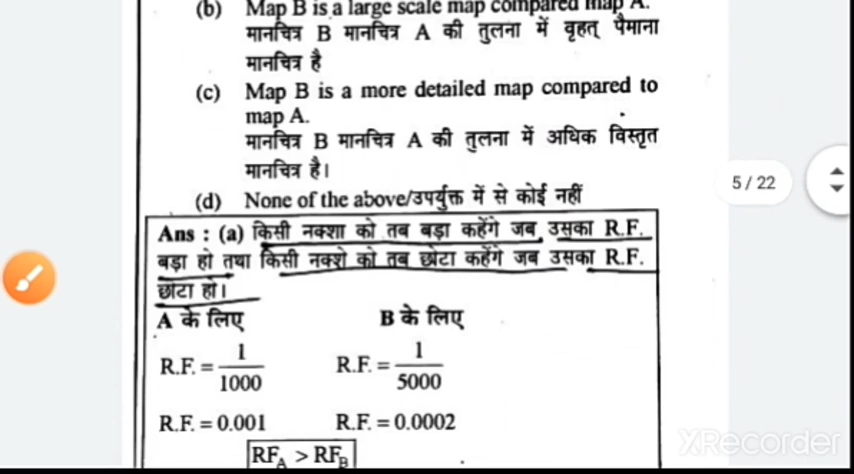 (b) Map B is a large scale map compared map A.
मानचित्र B मानचित्र A की तुलना में वृहत् पैमाना
मानचित्र है
(c) Map B is a more detailed map compared to
map A.
मानचित्र B मानचित्र A की तुलना में अधिक विस्तृत
मानचित्र है।
(d) None of the above/उपर्युक्त में से कोई नहीं
5 / 22
Ans : (a) किसी नक्शा को तब बड़ा कहेंगे जब उसका R.F.
बड़ा हो तथा किसी नक्शे को तब छोटा कहेंगे जब उसका R.F.
छोटा हो।
A के लिए B के लिए
R.F. = 1/1000 R.F. = 1/5000
R.F. = 0.001 R.F. = 0.0002
RF_A > RF_B
XRecorder